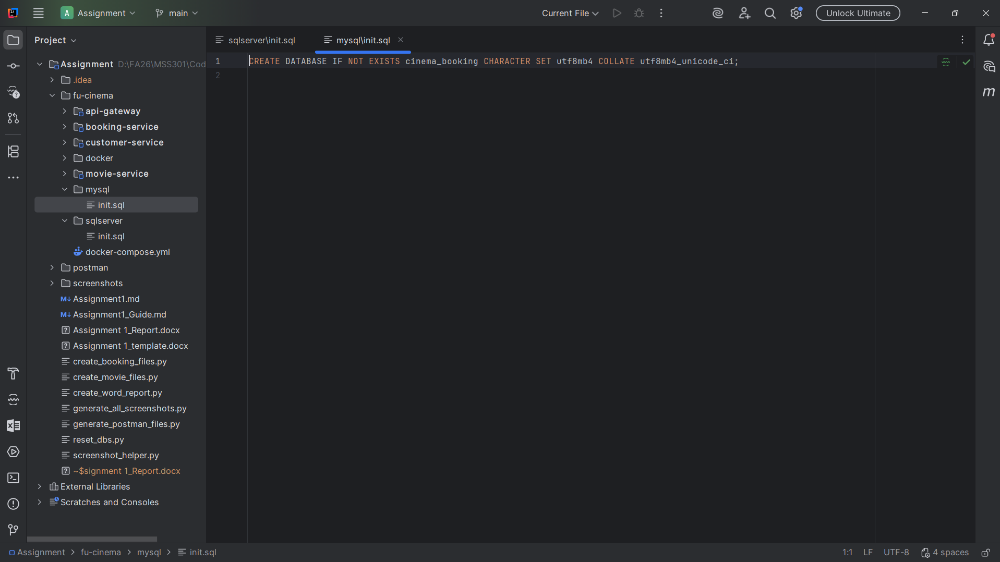 A Assignment main Current File Unlock Ultimate
Project
sqlserver\init.sql mysql\init.sql
Assignment D:\FA26\MSS301\Cod
.idea
fu-cinema
api-gateway
booking-service
customer-service
docker
movie-service
mysql
init.sql
sqlserver
init.sql
docker-compose.yml
postman
screenshots
M↓ Assignment1.md
M↓ Assignment1_Guide.md
Assignment 1_Report.docx
Assignment 1_template.docx
create_booking_files.py
create_movie_files.py
create_word_report.py
generate_all_screenshots.py
generate_postman_files.py
reset_dbs.py
screenshot_helper.py
~$signment 1_Report.docx
External Libraries
Scratches and Consoles
1 CREATE DATABASE IF NOT EXISTS cinema_booking CHARACTER SET utf8mb4 COLLATE utf8mb4_unicode_ci;
2
m
Assignment > fu-cinema > mysql > init.sql
1:1 LF UTF-8 4 spaces